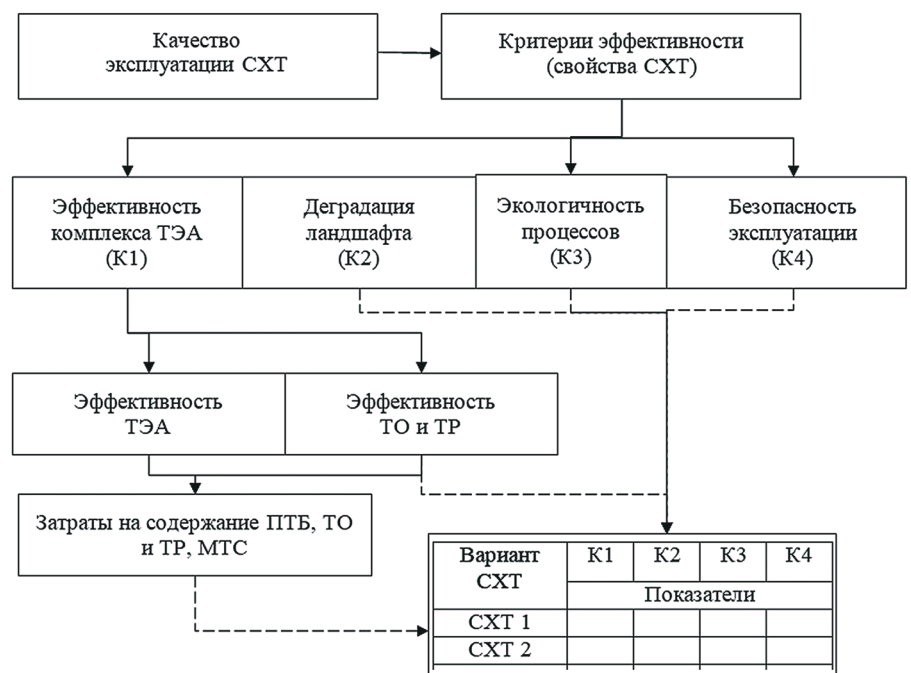 Качество
эксплуатации СХТ
Критерии эффективности
(свойства СХТ)
Эффективность
комплекса ТЭА
(К1)
Деградация
ландшафта
(К2)
Экологичность
процессов
(К3)
Безопасность
эксплуатации
(К4)
Эффективность
ТЭА
Эффективность
ТО и ТР
Затраты на содержание ПТБ, ТО
и ТР, МТС
Вариант
СХТ
К1 К2 К3 К4
Показатели
СХТ 1
СХТ 2